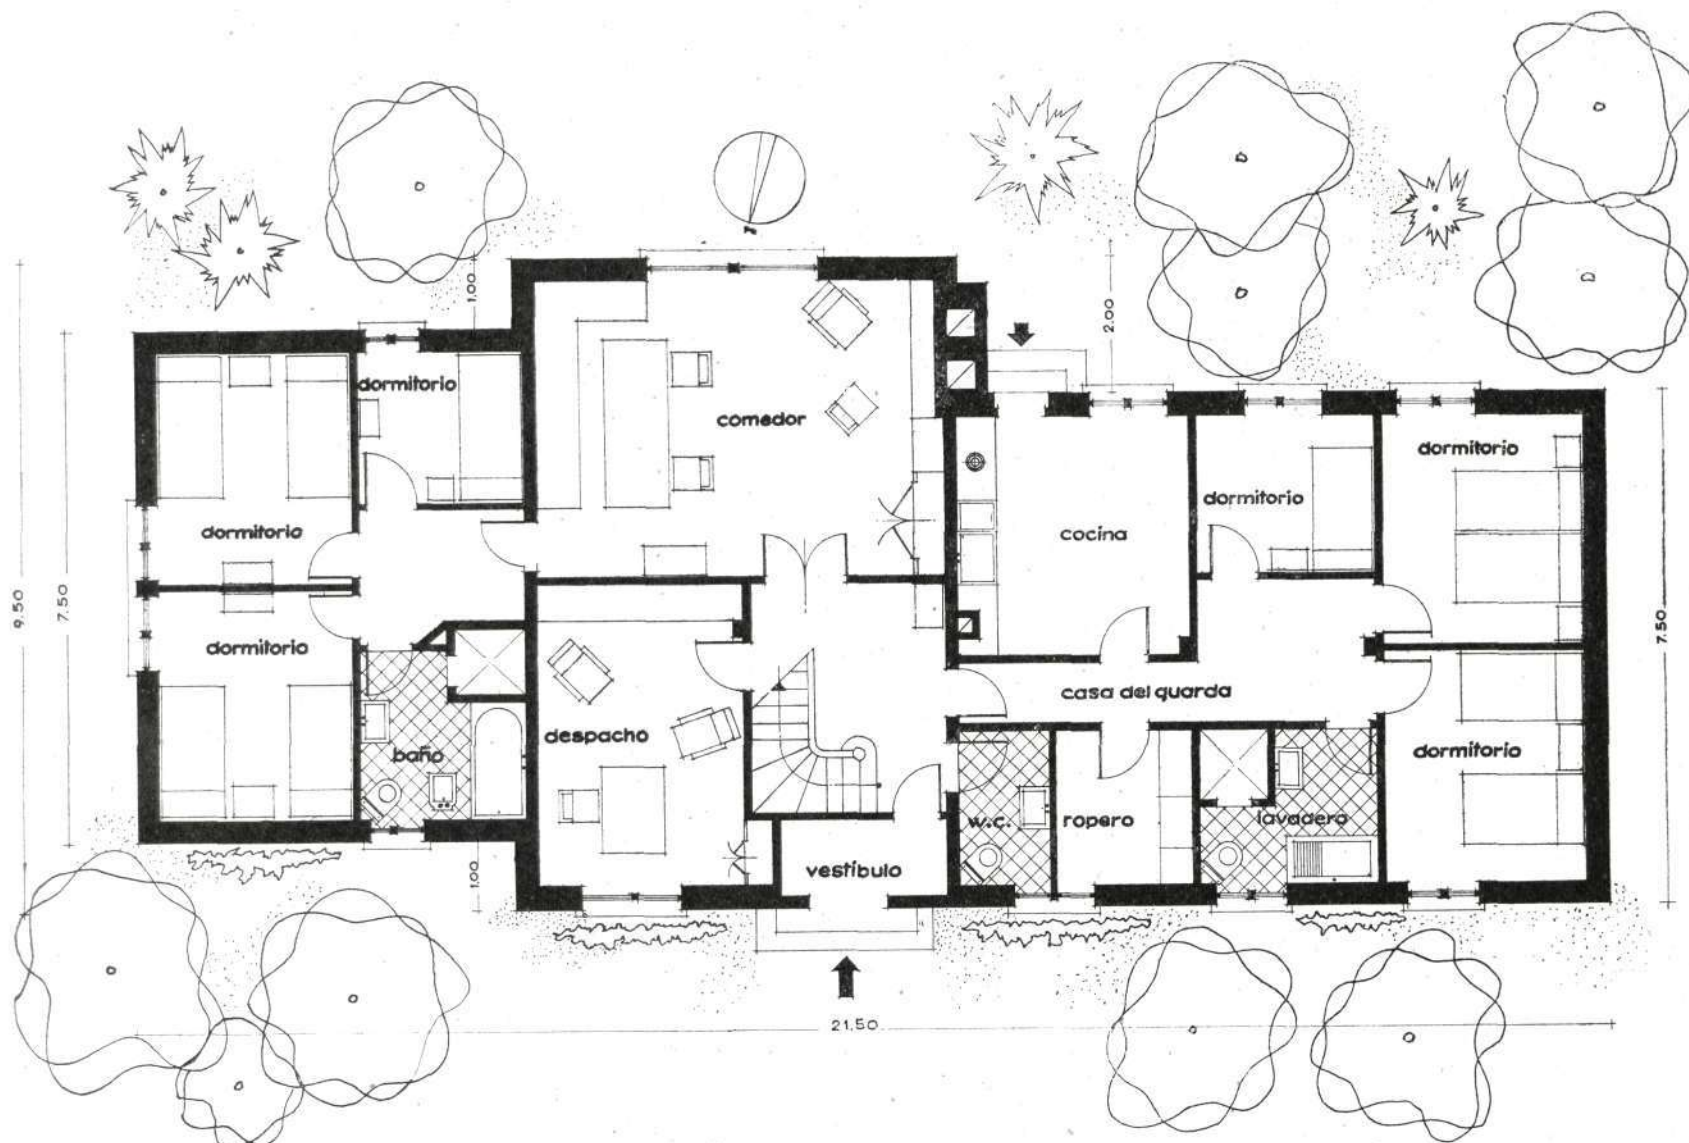 1.00
2.00
dormitorio
comedor
dormitorio
dormitorio
dormitorio
cocina
dormitorio
9.50
7.50
7.50
dormitorio
casa del guarda
despacho
baño
dormitorio
w.c.
ropero
lavadero
vestíbulo
1.00
21.50